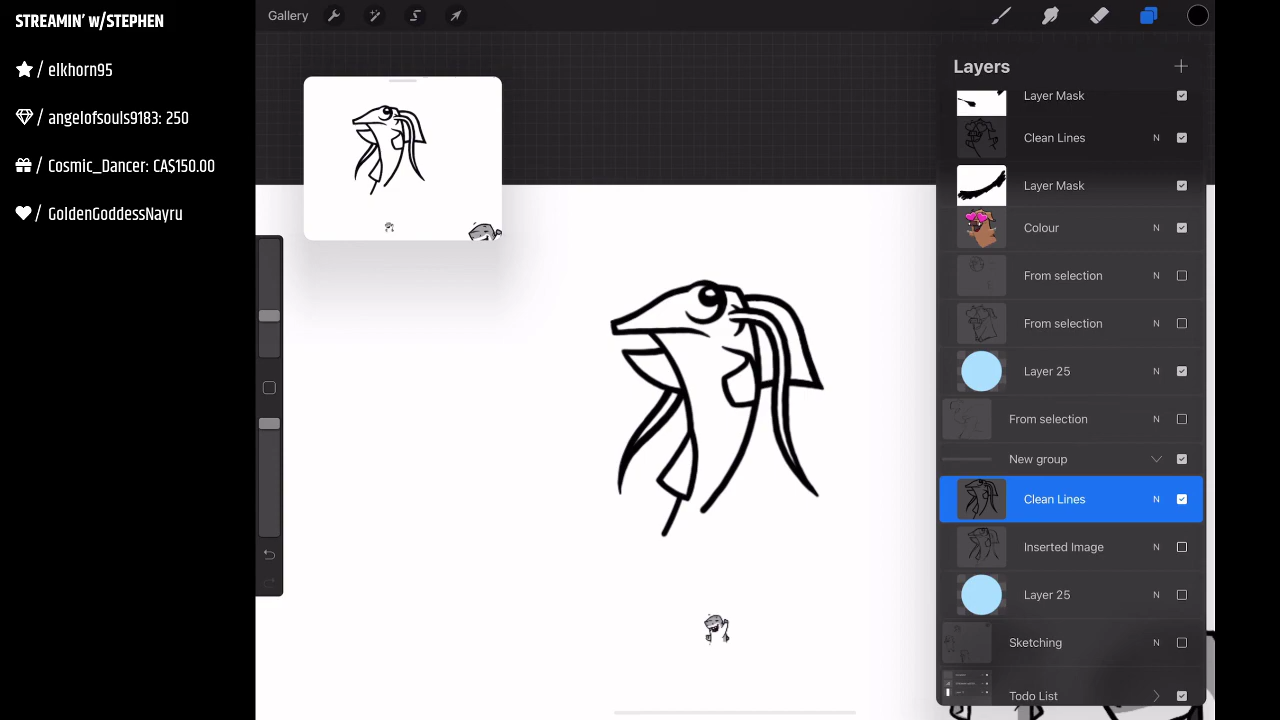 STREAMIN' w/STEPHEN
/ elkhorn95
/ angelofsouls9183: 250
/ Cosmic_Dancer: CA$150.00
/ GoldenGoddessNayru
Gallery
Layers
Layer Mask
Clean Lines N
Layer Mask
Colour N
From selection N
From selection N
Layer 25 N
From selection N
New group
Clean Lines N
Inserted Image N
Layer 25 N
Sketching N
Todo List